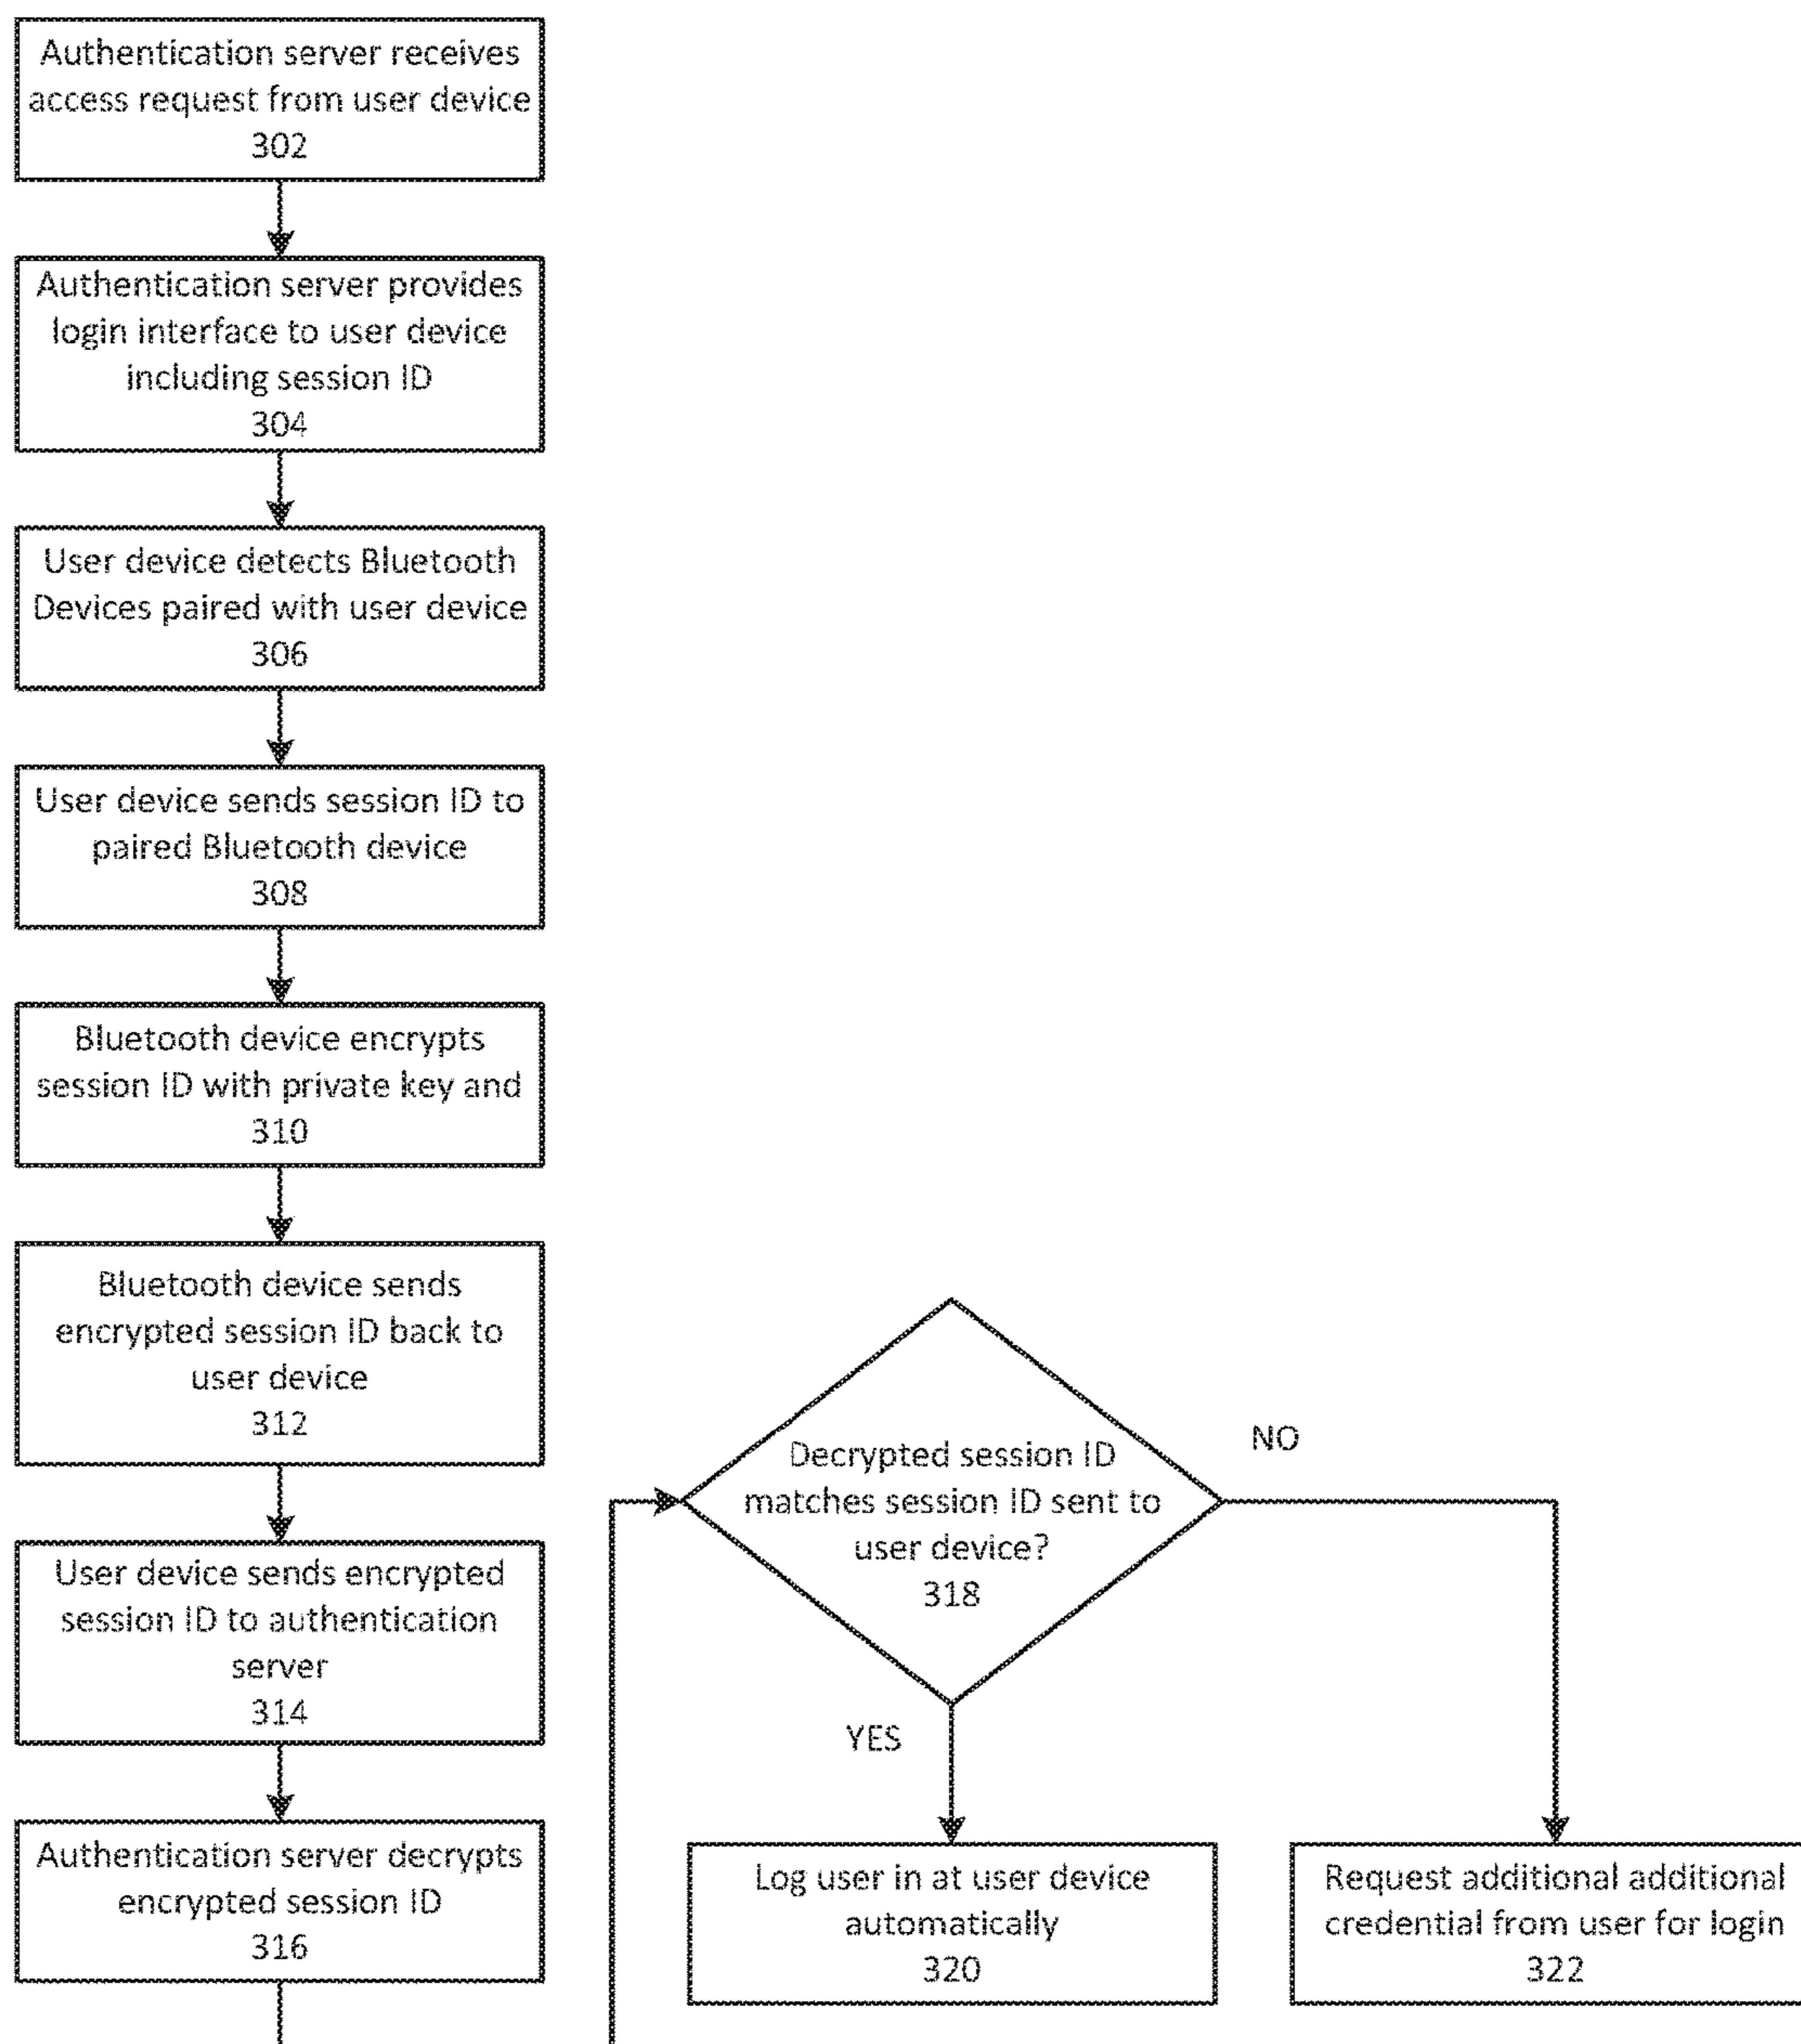 Authentication server receives
access request from user device
302
Authentication server provides
login interface to user device
including session ID
304
User device detects Bluetooth
Devices paired with user device
306
User device sends session ID to
paired Bluetooth device
308
Bluetooth device encrypts
session ID with private key and
310
Bluetooth device sends
encrypted session ID back to
user device
312
User device sends encrypted
session ID to authentication
server
314
Authentication server decrypts
encrypted session ID
316
Decrypted session ID
matches session ID sent to
user device?
318
NO
YES
Log user in at user device
automatically
320
Request additional additional
credential from user for login
322